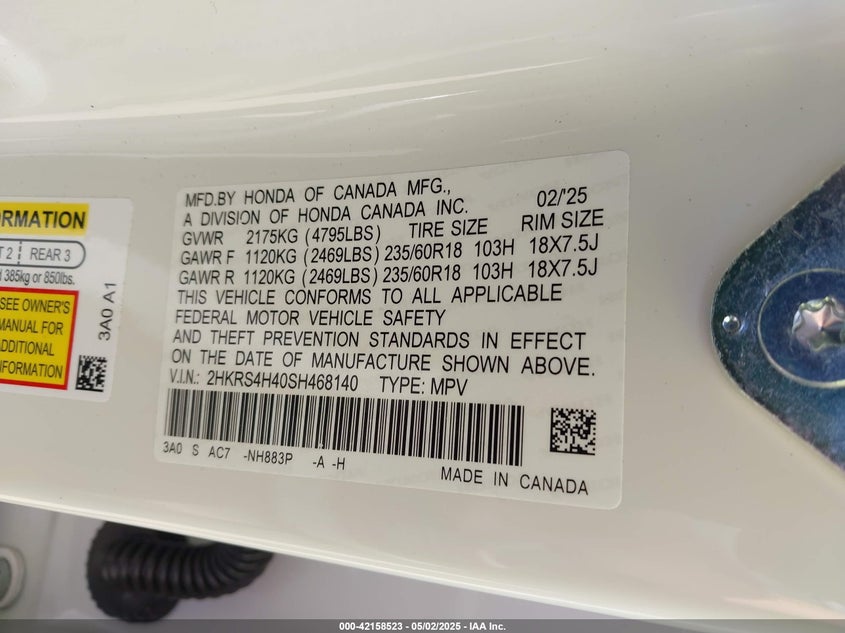 ORMATION
T 2 | REAR 3
d 385kg or 850lbs.
SEE OWNER'S
MANUAL FOR
ADDITIONAL
INFORMATION
3A0 A1
MFD.BY HONDA OF CANADA MFG., 02/'25
A DIVISION OF HONDA CANADA INC.
GVWR 2175KG (4795LBS) TIRE SIZE RIM SIZE
GAWR F 1120KG (2469LBS) 235/60R18 103H 18X7.5J
GAWR R 1120KG (2469LBS) 235/60R18 103H 18X7.5J
THIS VEHICLE CONFORMS TO ALL APPLICABLE
FEDERAL MOTOR VEHICLE SAFETY
AND THEFT PREVENTION STANDARDS IN EFFECT
ON THE DATE OF MANUFACTURE SHOWN ABOVE.
V.I.N.: 2HKRS4H40SH468140 TYPE: MPV
3A0 S AC7 -NH883P -A -H
MADE IN CANADA
000-42158523 — 05/02/2025 — IAA Inc.